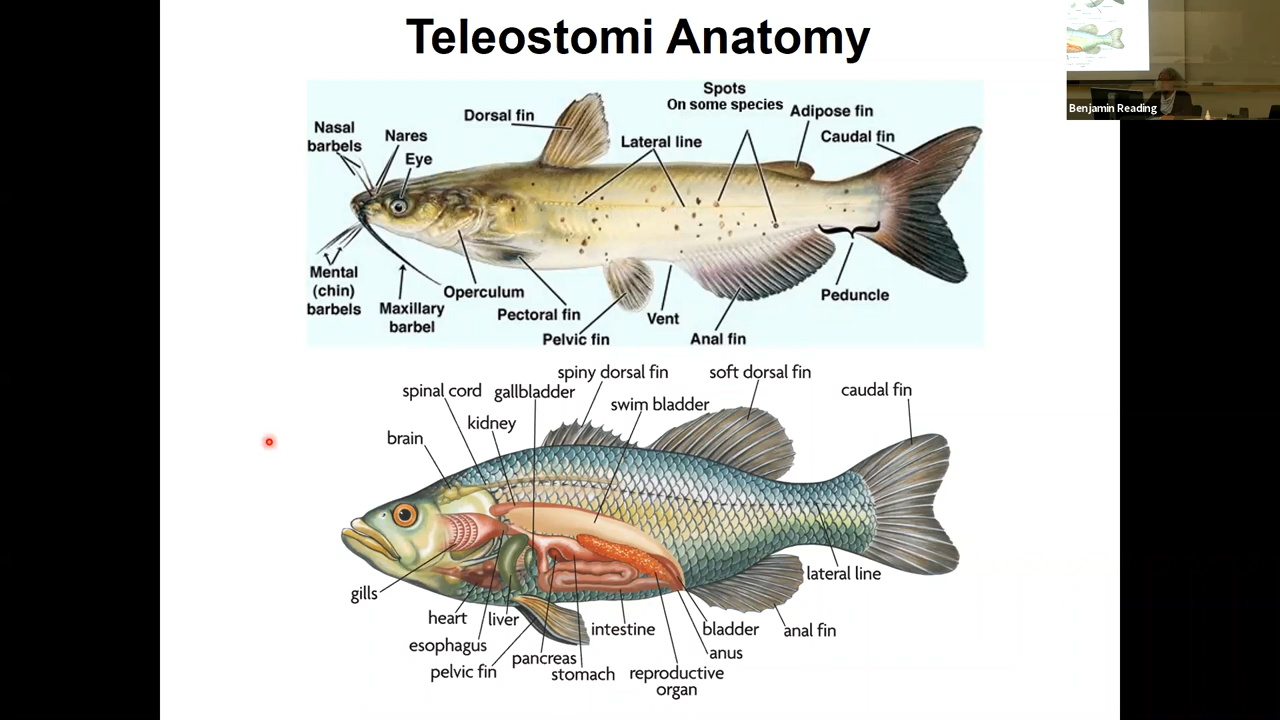 Teleostomi Anatomy
Benjamin Reading
Spots
On some species
Dorsal fin
Adipose fin
Nasal
barbels
Nares
Lateral line
Caudal fin
Eye
Mental
(chin)
barbels
Maxillary
barbel
Operculum
Pectoral fin
Pelvic fin
Vent
Anal fin
Peduncle
spiny dorsal fin
soft dorsal fin
spinal cord
gallbladder
swim bladder
caudal fin
kidney
brain
gills
heart
liver
esophagus
pelvic fin
pancreas
stomach
intestine
reproductive
organ
bladder
anus
anal fin
lateral line